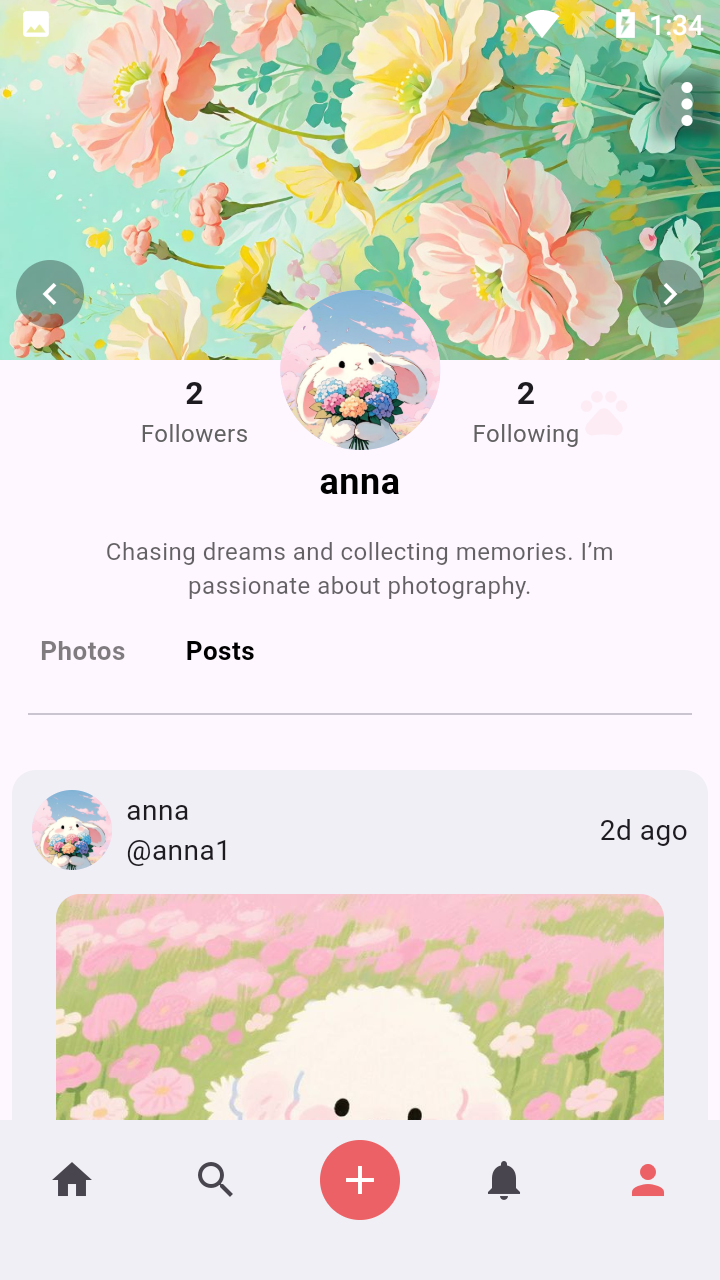 1:34
2
Followers
2
Following
anna
Chasing dreams and collecting memories. I’m
passionate about photography.
Photos
Posts
anna
@anna1
2d ago